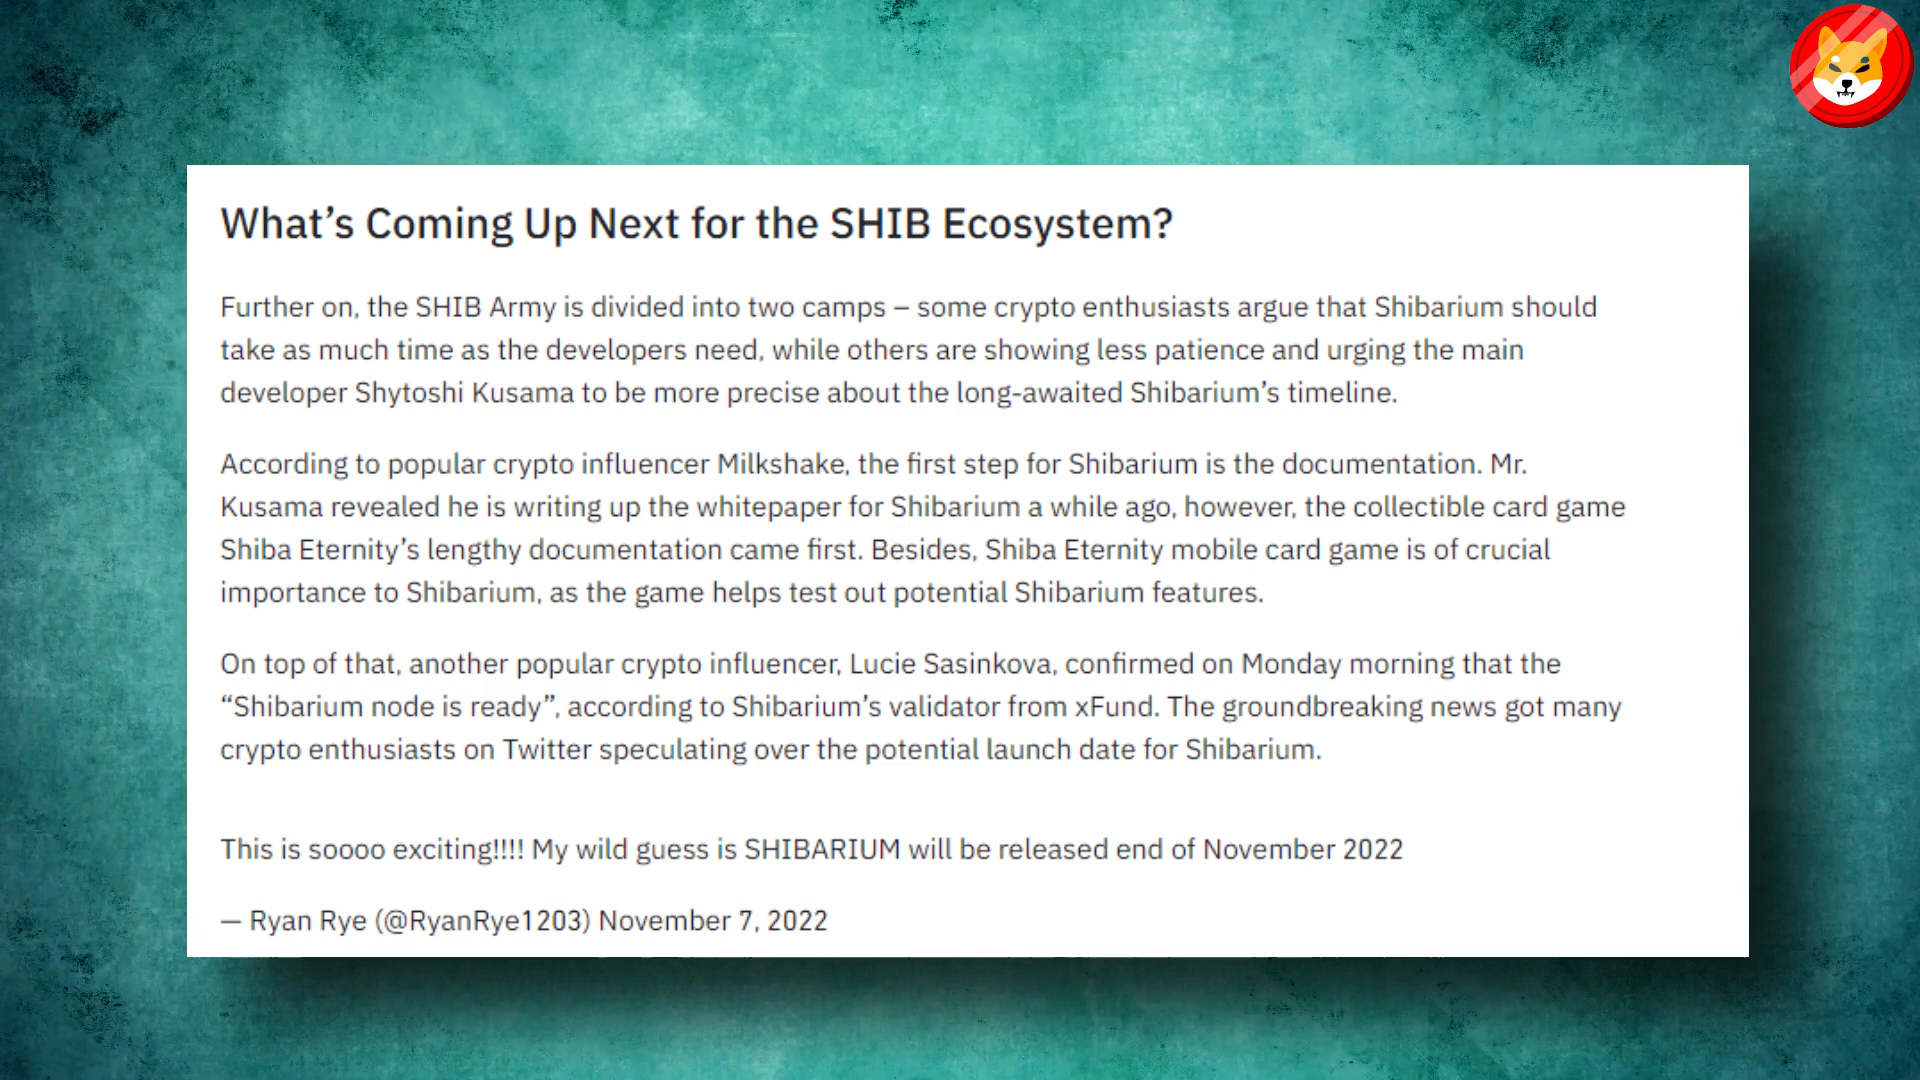 What’s Coming Up Next for the SHIB Ecosystem?
Further on, the SHIB Army is divided into two camps – some crypto enthusiasts argue that Shibarium should
take as much time as the developers need, while others are showing less patience and urging the main
developer Shytoshi Kusama to be more precise about the long-awaited Shibarium’s timeline.
According to popular crypto influencer Milkshake, the first step for Shibarium is the documentation. Mr.
Kusama revealed he is writing up the whitepaper for Shibarium a while ago, however, the collectible card game
Shiba Eternity’s lengthy documentation came first. Besides, Shiba Eternity mobile card game is of crucial
importance to Shibarium, as the game helps test out potential Shibarium features.
On top of that, another popular crypto influencer, Lucie Sasinkova, confirmed on Monday morning that the
“Shibarium node is ready”, according to Shibarium’s validator from xFund. The groundbreaking news got many
crypto enthusiasts on Twitter speculating over the potential launch date for Shibarium.
This is soooo exciting!!!! My wild guess is SHIBARIUM will be released end of November 2022
— Ryan Rye (@RyanRye1203) November 7, 2022